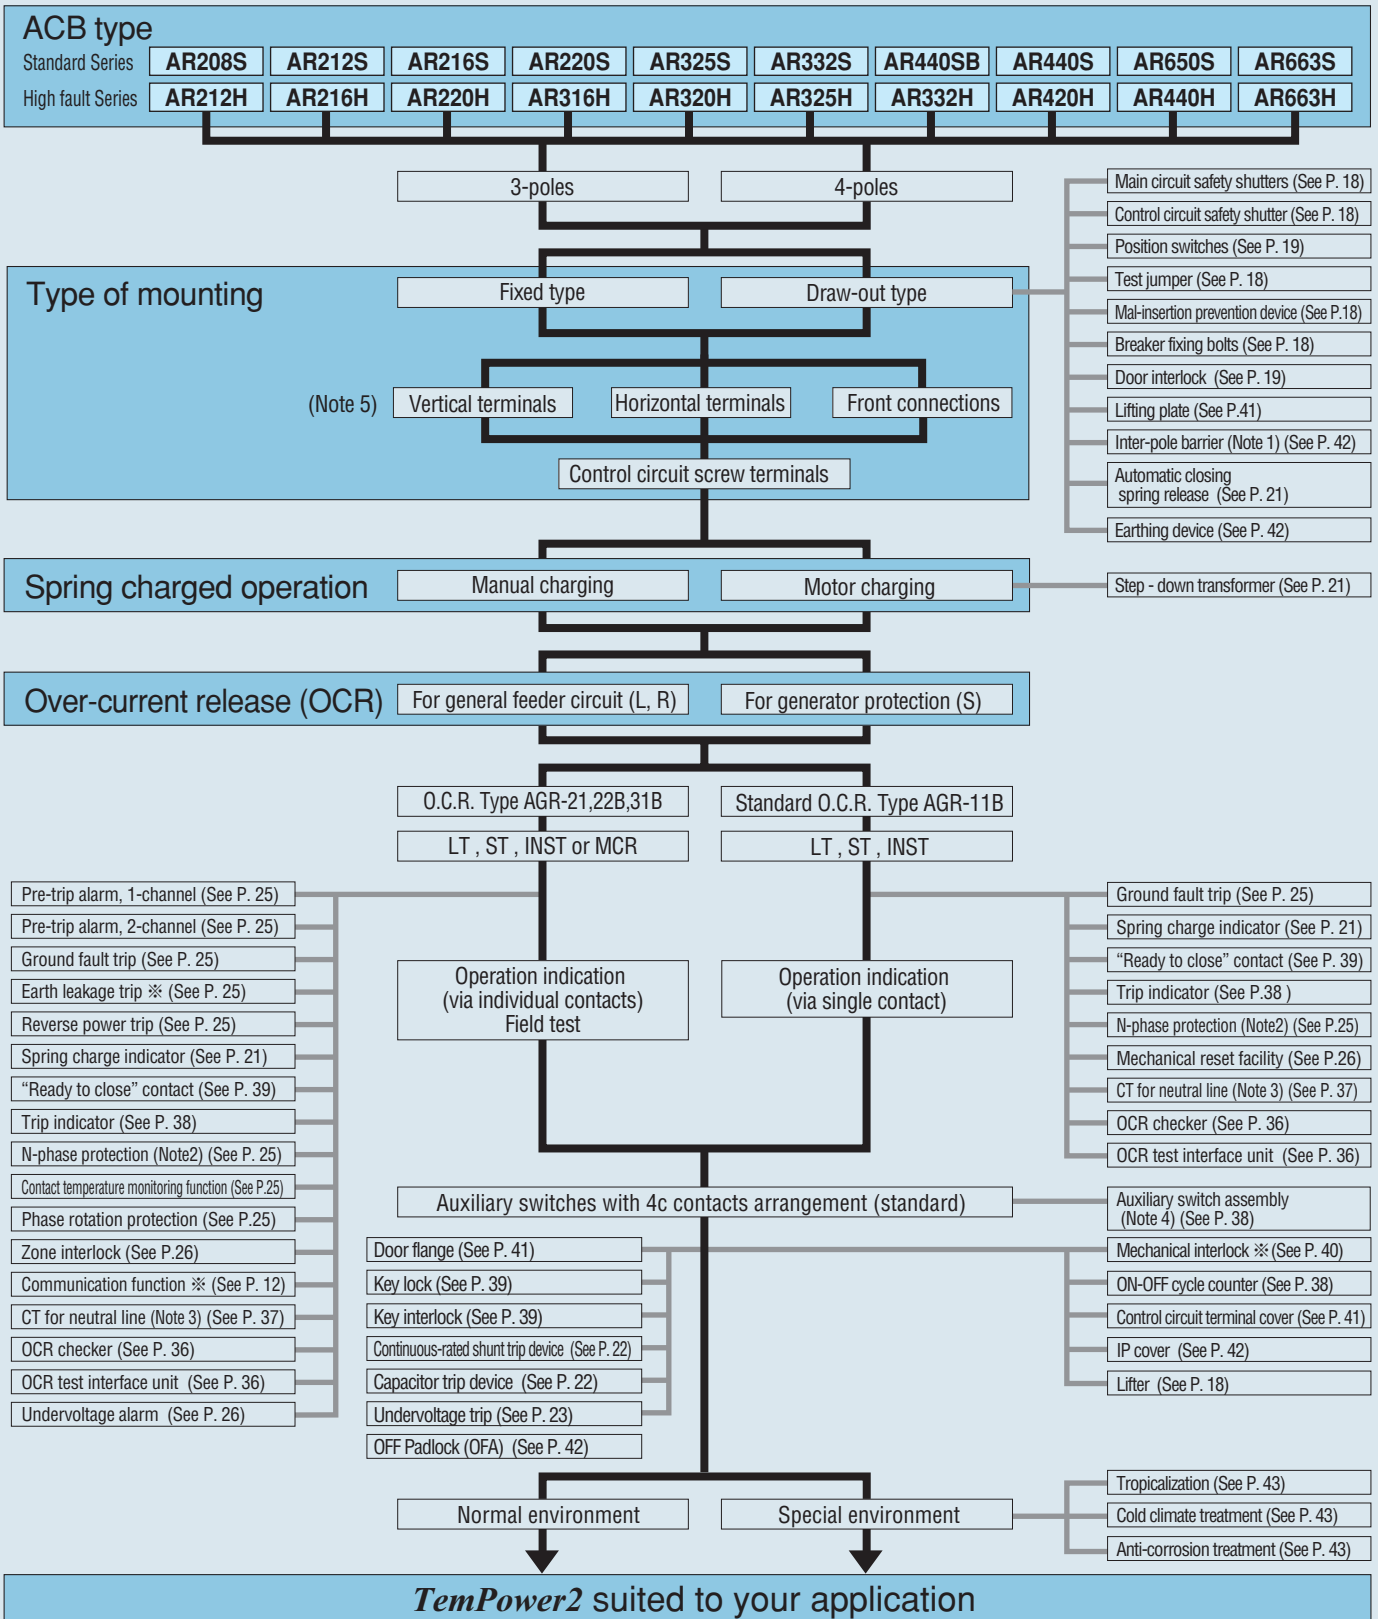 ACB type
Standard Series AR208S AR212S AR216S AR220S AR325S AR332S AR440SB AR440S AR650S AR663S
High fault Series AR212H AR216H AR220H AR316H AR320H AR325H AR332H AR420H AR440H AR663H
3-poles
4-poles
Main circuit safety shutters (See P. 18)
Control circuit safety shutter (See P. 18)
Position switches (See P. 19)
Test jumper (See P. 18)
Mal-insertion prevention device (See P.18)
Breaker fixing bolts (See P. 18)
Door interlock (See P. 19)
Lifting plate (See P.41)
Inter-pole barrier (Note 1) (See P. 42)
Automatic closing
spring release (See P. 21)
Earthing device (See P. 42)
Type of mounting
Fixed type
Draw-out type
(Note 5)
Vertical terminals
Horizontal terminals
Front connections
Control circuit screw terminals
Spring charged operation
Manual charging
Motor charging
Step - down transformer (See P. 21)
Over-current release (OCR)
For general feeder circuit (L, R)
For generator protection (S)
O.C.R. Type AGR-21,22B,31B
Standard O.C.R. Type AGR-11B
LT , ST , INST or MCR
LT , ST , INST
Pre-trip alarm, 1-channel (See P. 25)
Pre-trip alarm, 2-channel (See P. 25)
Ground fault trip (See P. 25)
Earth leakage trip ※ (See P. 25)
Reverse power trip (See P. 25)
Spring charge indicator (See P. 21)
“Ready to close” contact (See P. 39)
Trip indicator (See P. 38)
N-phase protection (Note2) (See P. 25)
Contact temperature monitoring function (See P.25)
Phase rotation protection (See P.25)
Zone interlock (See P.26)
Communication function ※ (See P. 12)
CT for neutral line (Note 3) (See P. 37)
OCR checker (See P. 36)
OCR test interface unit (See P. 36)
Undervoltage alarm (See P. 26)
Operation indication
(via individual contacts)
Field test
Operation indication
(via single contact)
Ground fault trip (See P. 25)
Spring charge indicator (See P. 21)
“Ready to close” contact (See P. 39)
Trip indicator (See P.38 )
N-phase protection (Note2) (See P.25)
Mechanical reset facility (See P.26)
CT for neutral line (Note 3) (See P. 37)
OCR checker (See P. 36)
OCR test interface unit (See P. 36)
Auxiliary switches with 4c contacts arrangement (standard)
Auxiliary switch assembly
(Note 4) (See P. 38)
Door flange (See P. 41)
Key lock (See P. 39)
Key interlock (See P. 39)
Continuous-rated shunt trip device (See P. 22)
Capacitor trip device (See P. 22)
Undervoltage trip (See P. 23)
OFF Padlock (OFA) (See P. 42)
Mechanical interlock ※ (See P. 40)
ON-OFF cycle counter (See P. 38)
Control circuit terminal cover (See P. 41)
IP cover (See P. 42)
Lifter (See P. 18)
Normal environment
Special environment
Tropicalization (See P. 43)
Cold climate treatment (See P. 43)
Anti-corrosion treatment (See P. 43)
TemPower2 suited to your application